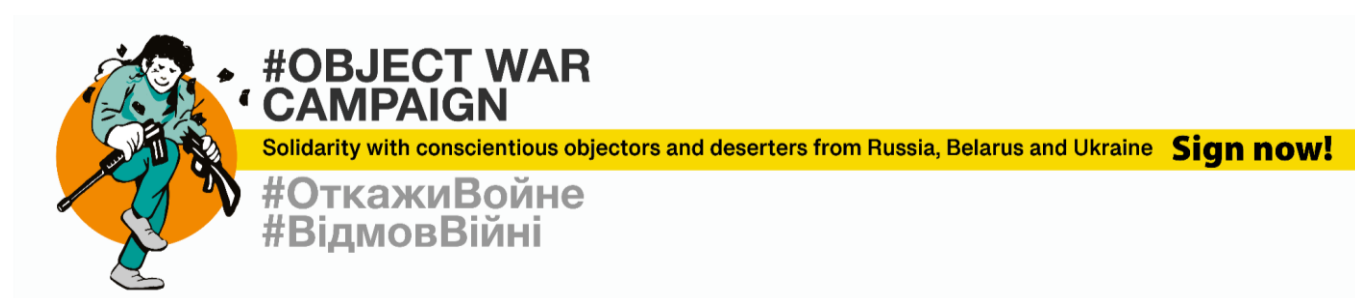 #OBJECT WAR
CAMPAIGN
Solidarity with conscientious objectors and deserters from Russia, Belarus and Ukraine Sign now!
#ОткажиВойне
#ВідмовВійні